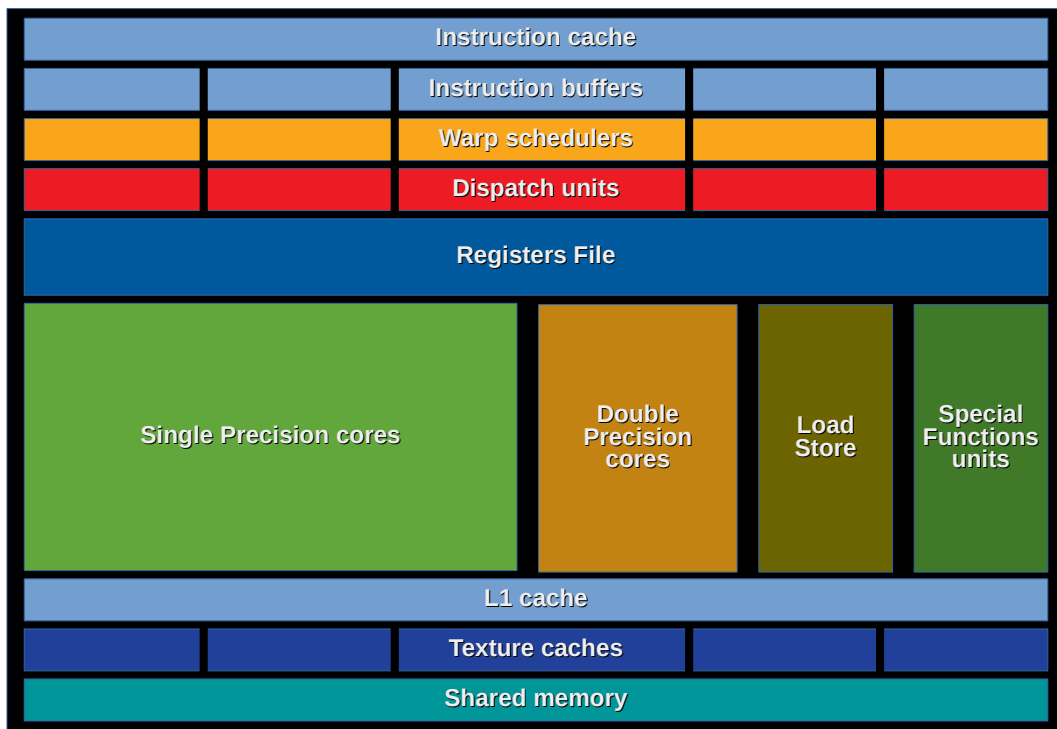 Instruction cache
Instruction buffers
Warp schedulers
Dispatch units
Registers File
Single Precision cores
Double
Precision
cores
Load
Store
Special
Functions
units
L1 cache
Texture caches
Shared memory